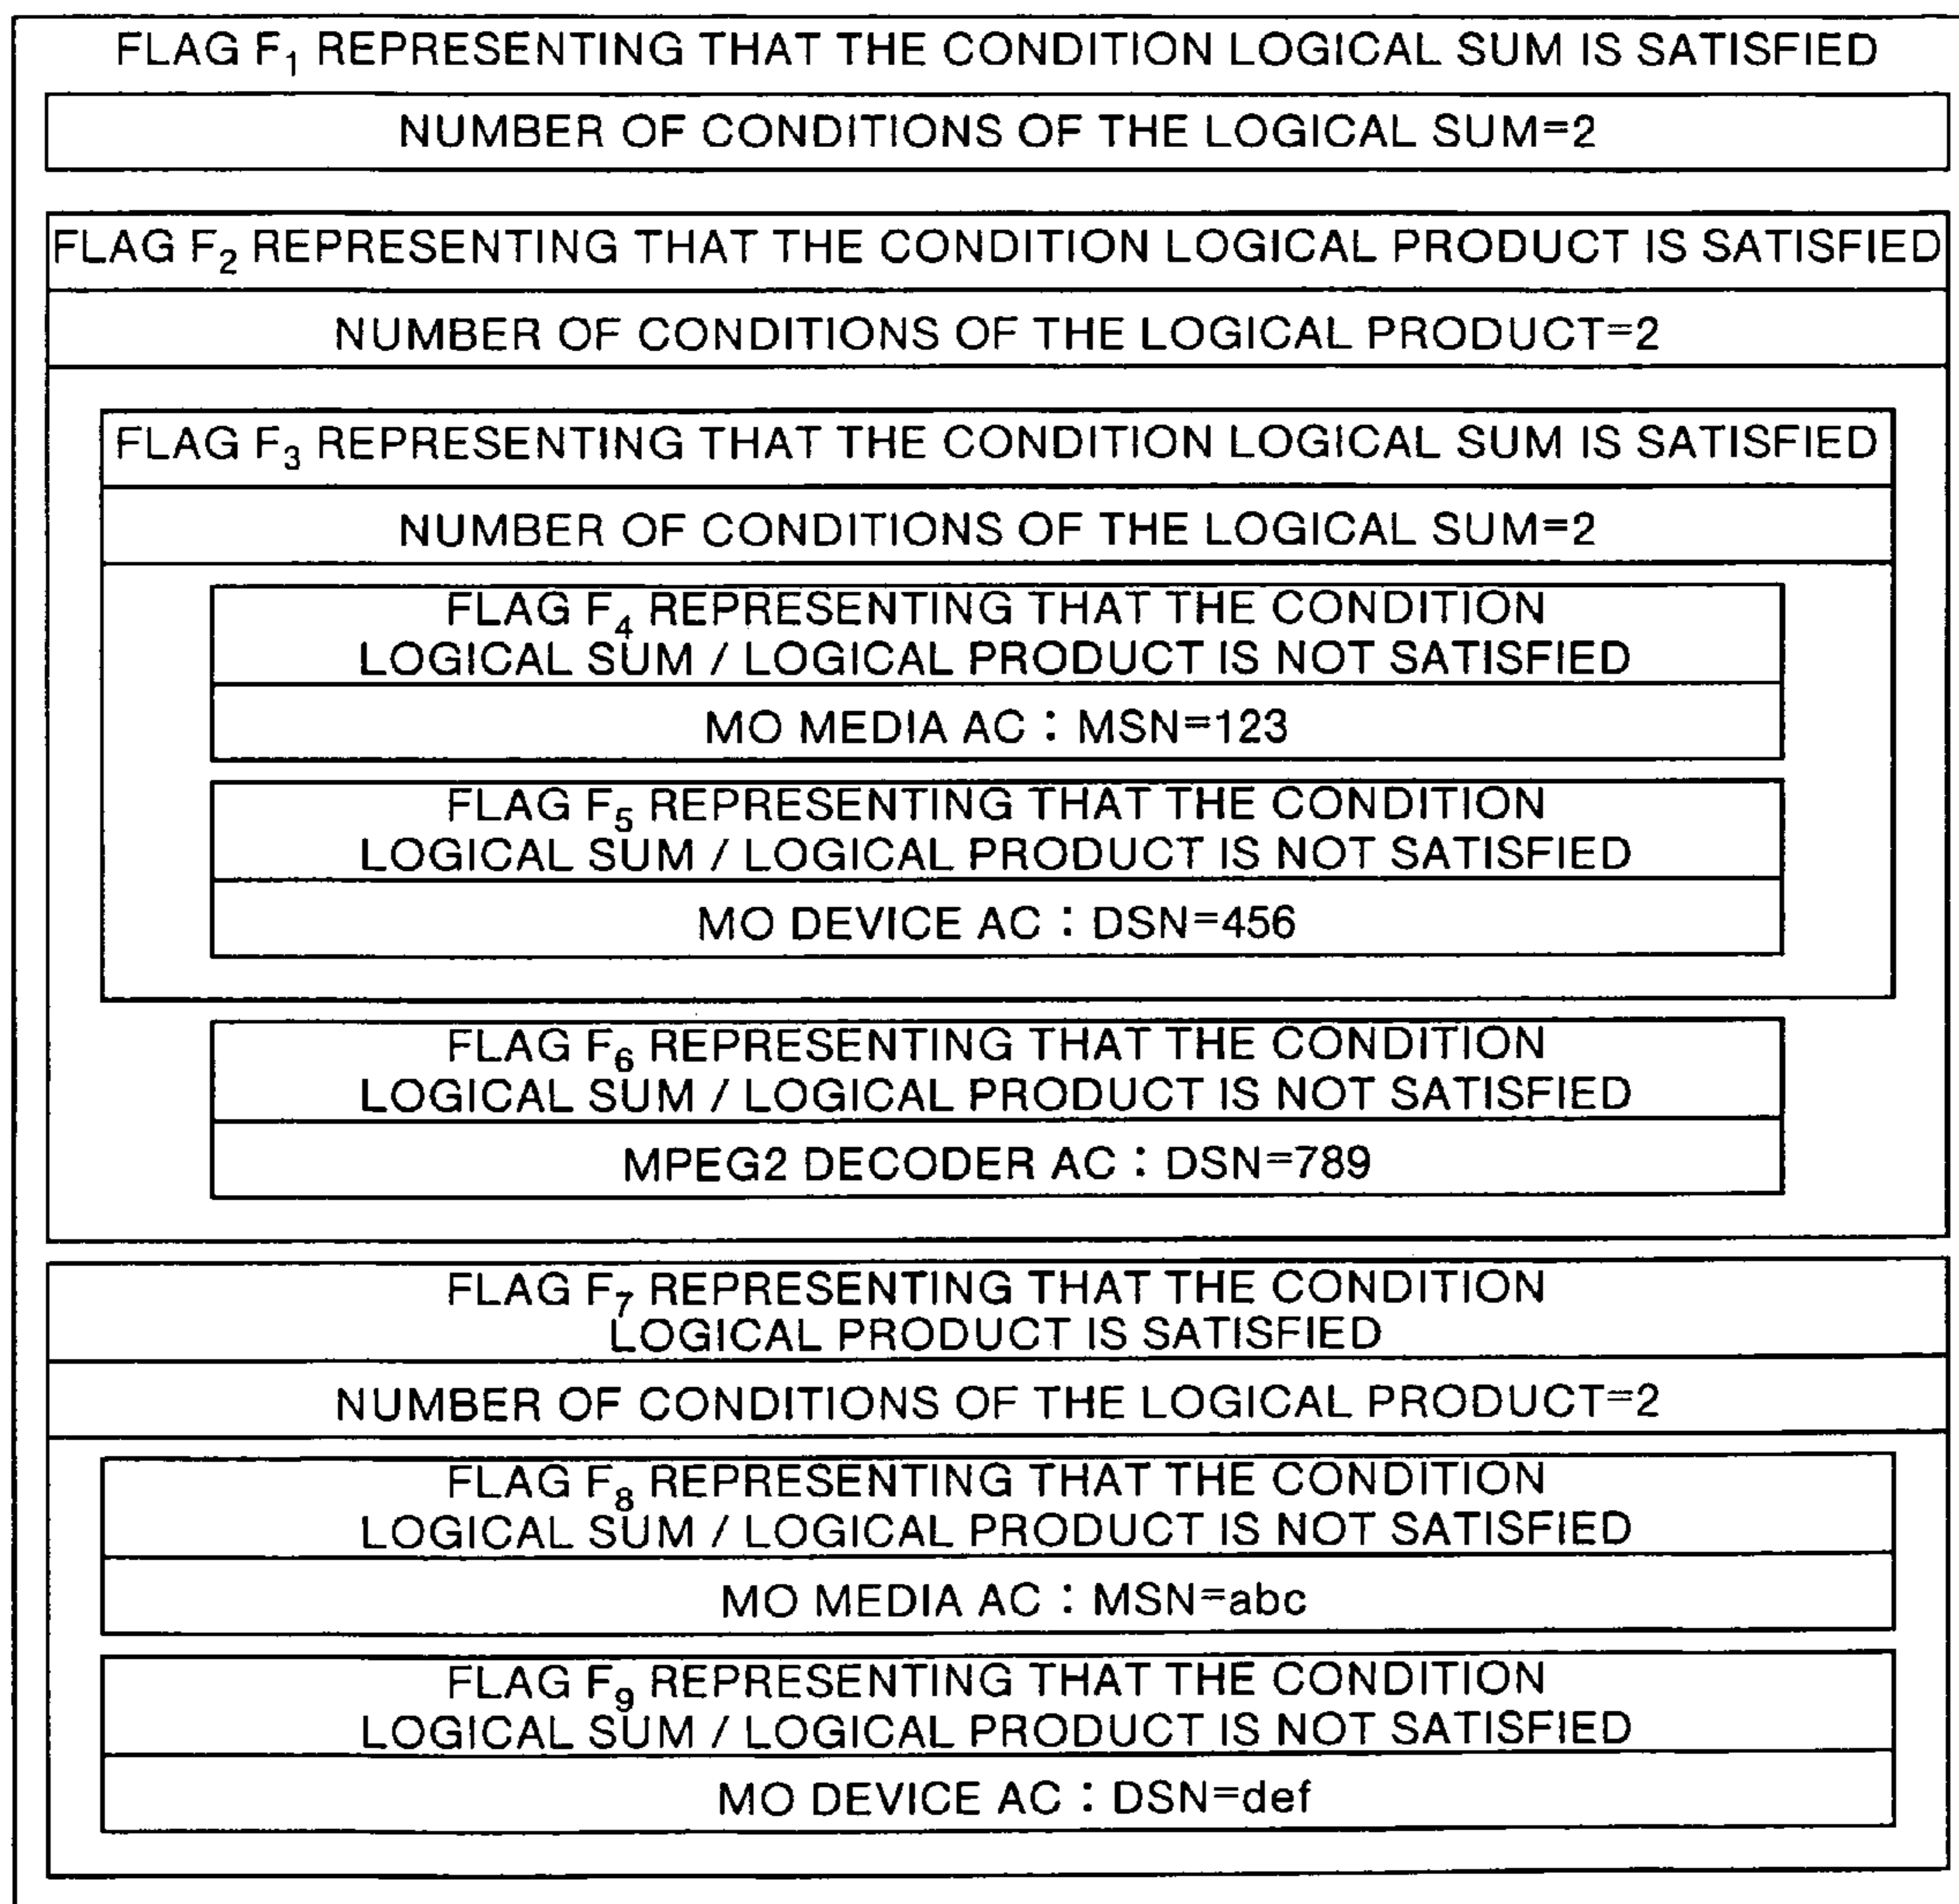 FLAG F₁ REPRESENTING THAT THE CONDITION LOGICAL SUM IS SATISFIED
NUMBER OF CONDITIONS OF THE LOGICAL SUM=2
FLAG F₂ REPRESENTING THAT THE CONDITION LOGICAL PRODUCT IS SATISFIED
NUMBER OF CONDITIONS OF THE LOGICAL PRODUCT=2
FLAG F₃ REPRESENTING THAT THE CONDITION LOGICAL SUM IS SATISFIED
NUMBER OF CONDITIONS OF THE LOGICAL SUM=2
FLAG F₄ REPRESENTING THAT THE CONDITION
LOGICAL SUM / LOGICAL PRODUCT IS NOT SATISFIED
MO MEDIA AC : MSN=123
FLAG F₅ REPRESENTING THAT THE CONDITION
LOGICAL SUM / LOGICAL PRODUCT IS NOT SATISFIED
MO DEVICE AC : DSN=456
FLAG F₆ REPRESENTING THAT THE CONDITION
LOGICAL SUM / LOGICAL PRODUCT IS NOT SATISFIED
MPEG2 DECODER AC : DSN=789
FLAG F₇ REPRESENTING THAT THE CONDITION
LOGICAL PRODUCT IS SATISFIED
NUMBER OF CONDITIONS OF THE LOGICAL PRODUCT=2
FLAG F₈ REPRESENTING THAT THE CONDITION
LOGICAL SUM / LOGICAL PRODUCT IS NOT SATISFIED
MO MEDIA AC : MSN=abc
FLAG F₉ REPRESENTING THAT THE CONDITION
LOGICAL SUM / LOGICAL PRODUCT IS NOT SATISFIED
MO DEVICE AC : DSN=def